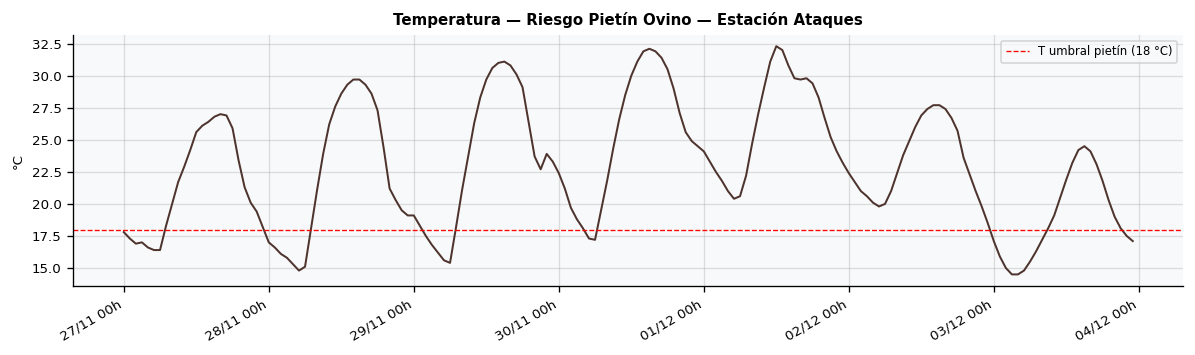 Temperatura — Riesgo Pietín Ovino — Estación Ataques
T umbral pietín (18 °C)
°C
32.5
30.0
27.5
25.0
22.5
20.0
17.5
15.0
27/11 00h
28/11 00h
29/11 00h
30/11 00h
01/12 00h
02/12 00h
03/12 00h
04/12 00h